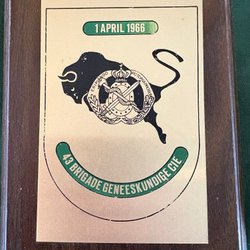 1 APRIL 1966
43 BRIGADE GENEESKUNDIGE CIE